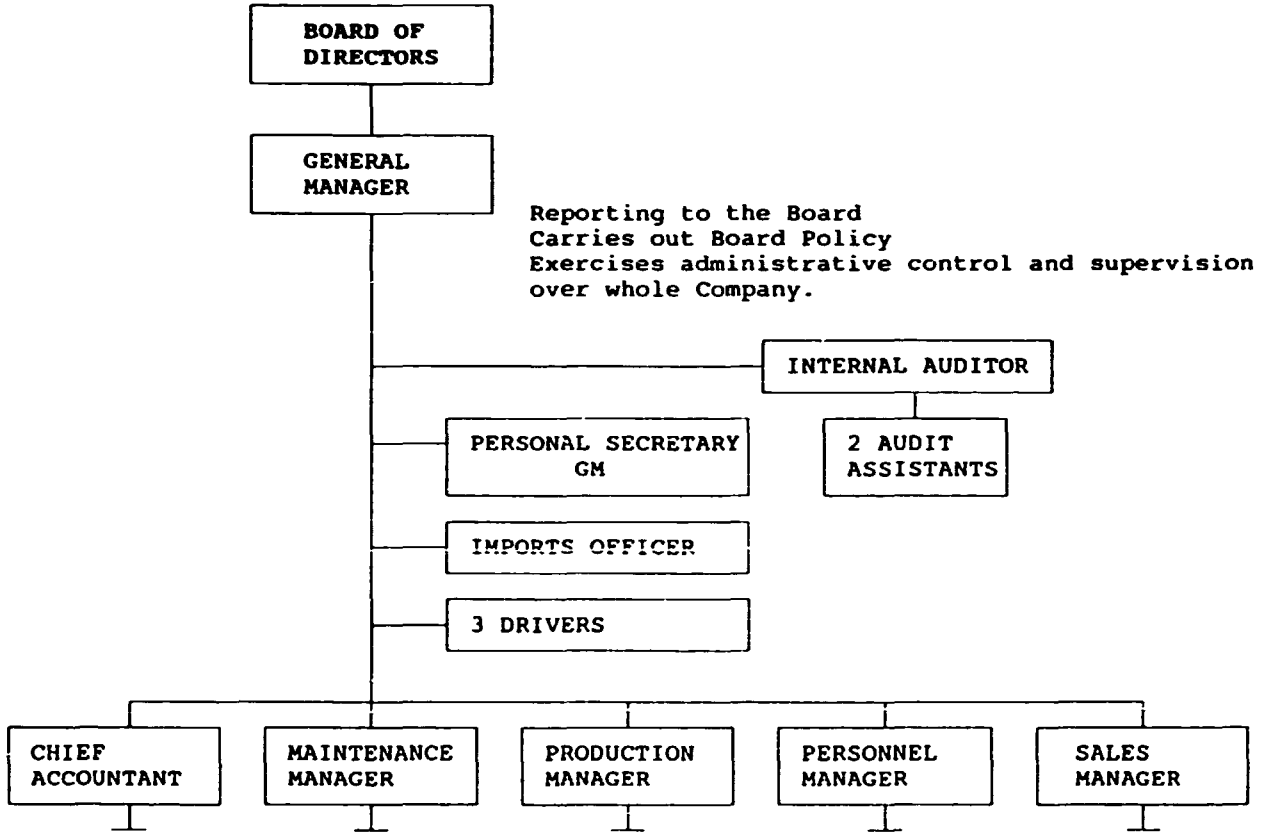 BOARD OF
DIRECTORS
GENERAL
MANAGER
Reporting to the Board
Carries out Board Policy
Exercises administrative control and supervision
over whole Company.
INTERNAL AUDITOR
PERSONAL SECRETARY
GM
2 AUDIT
ASSISTANTS
IMPORTS OFFICER
3 DRIVERS
CHIEF
ACCOUNTANT
MAINTENANCE
MANAGER
PRODUCTION
MANAGER
PERSONNEL
MANAGER
SALES
MANAGER